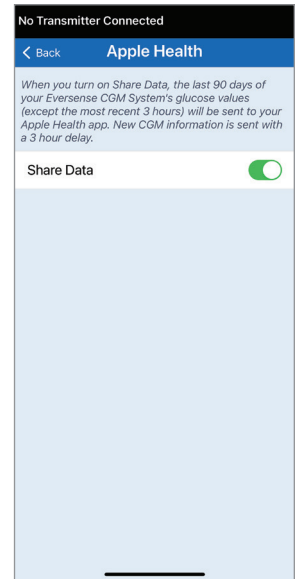 No Transmitter Connected
Back
Apple Health
When you turn on Share Data, the last 90 days of
your Eversense CGM System's glucose values
(except the most recent 3 hours) will be sent to your
Apple Health app. New CGM information is sent with
a 3 hour delay.
Share Data